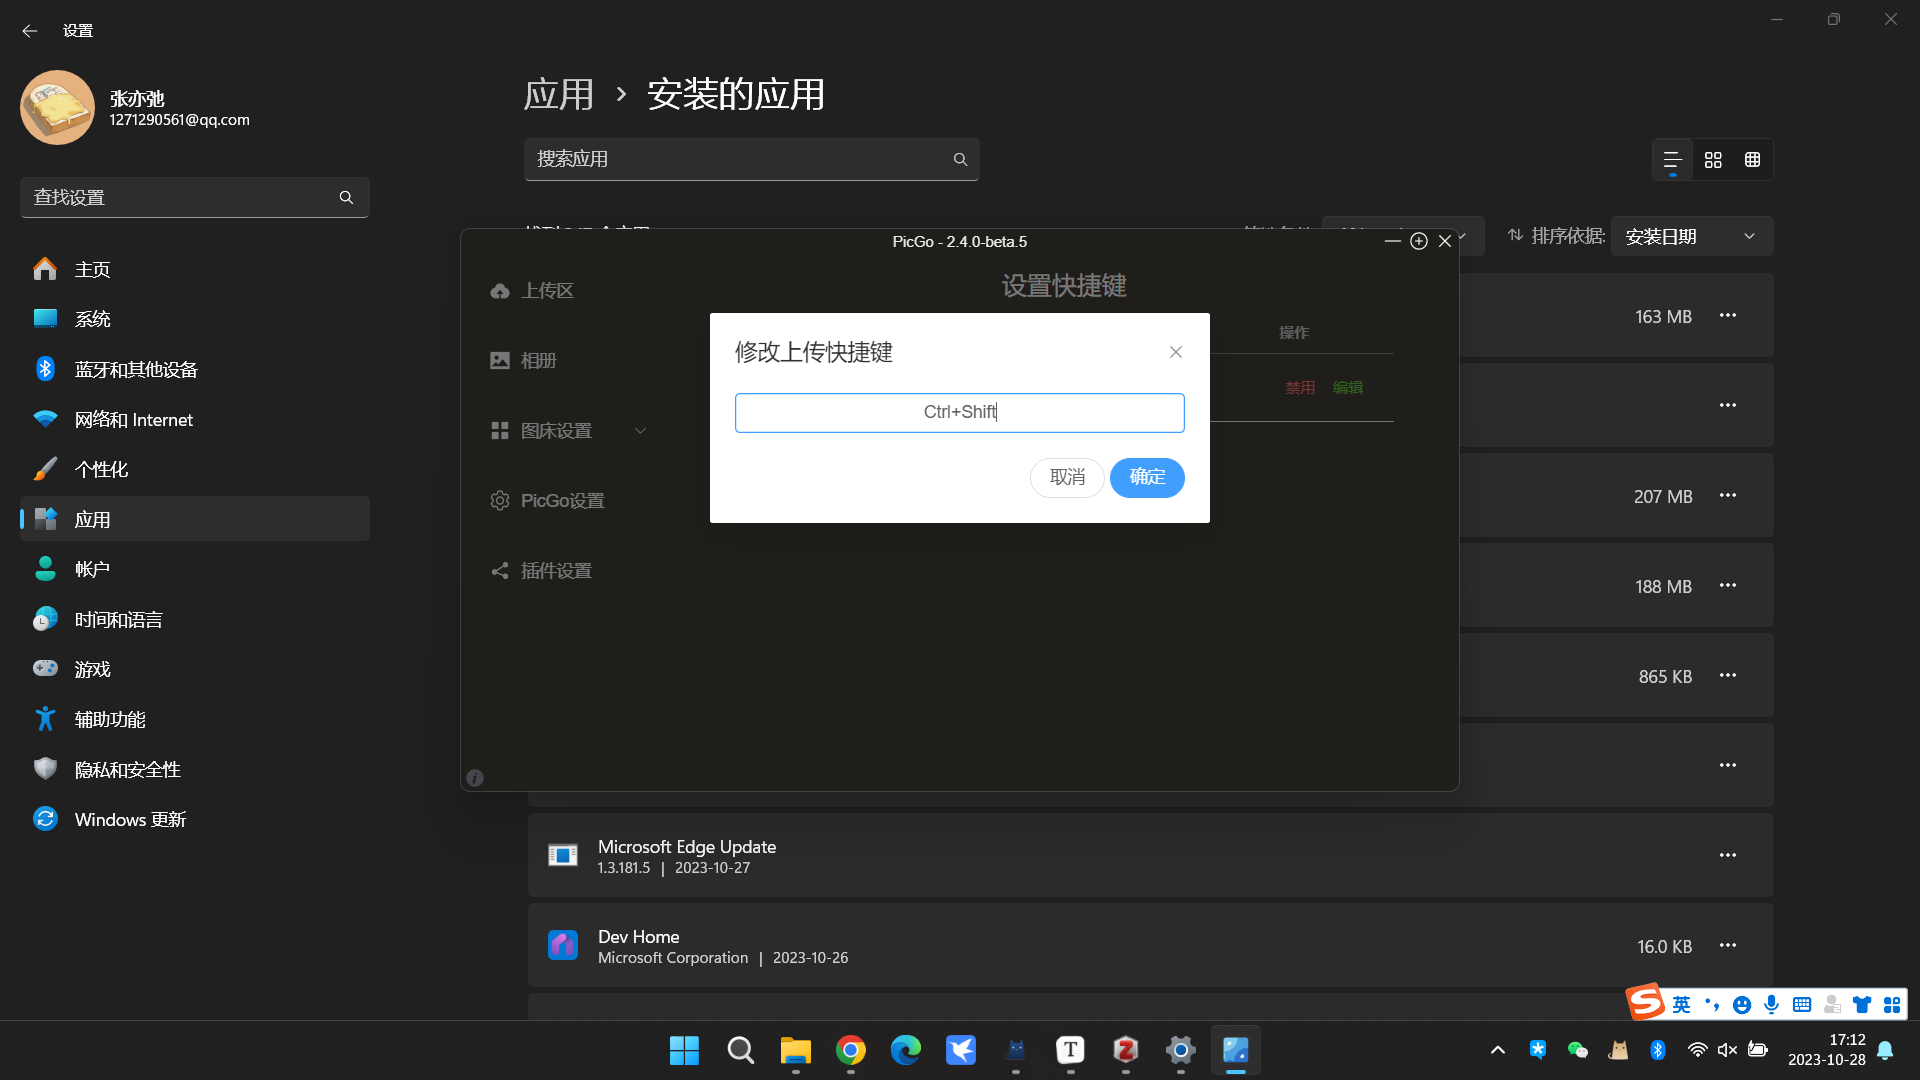 设置
张亦弛
1271290561@qq.com
查找设置
主页
系统
蓝牙和其他设备
网络和 Internet
个性化
应用
帐户
时间和语言
游戏
辅助功能
隐私和安全性
Windows 更新
应用 › 安装的应用
搜索应用
排序依据: 安装日期
163 MB
207 MB
188 MB
865 KB
PicGo - 2.4.0-beta.5
上传区
相册
图床设置
PicGo设置
插件设置
设置快捷键
操作
禁用 编辑
修改上传快捷键
Ctrl+Shift
取消
确定
Microsoft Edge Update
1.3.181.5 | 2023-10-27
Dev Home
Microsoft Corporation | 2023-10-26
16.0 KB
英
17:12
2023-10-28